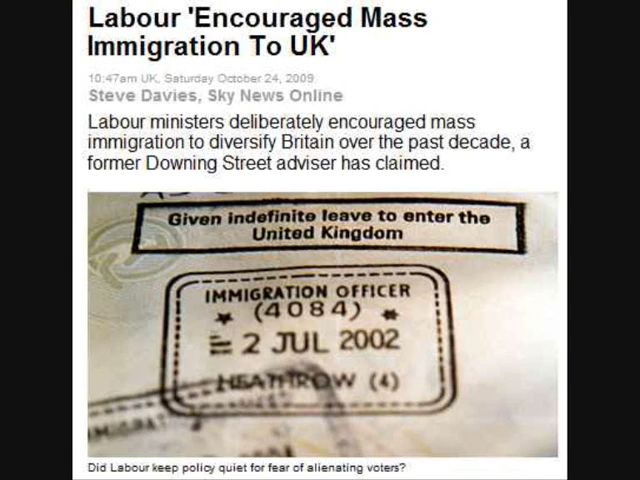 Labour 'Encouraged Mass
Immigration To UK'
10:47am UK, Saturday October 24, 2009
Steve Davies, Sky News Online
Labour ministers deliberately encouraged mass
immigration to diversify Britain over the past decade, a
former Downing Street adviser has claimed.
Given indefinite leave to enter the
United Kingdom
IMMIGRATION OFFICER
(4084)
2 JUL 2002
HEATHROW (4)
Did Labour keep policy quiet for fear of alienating voters?